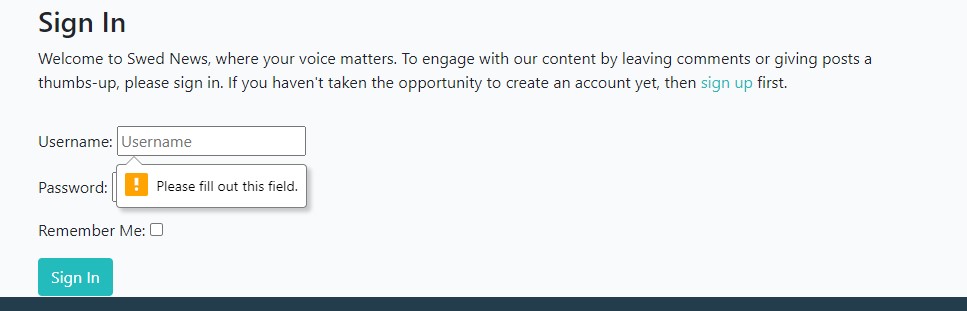 Sign In
Welcome to Swed News, where your voice matters. To engage with our content by leaving comments or giving posts a
thumbs-up, please sign in. If you haven't taken the opportunity to create an account yet, then sign up first.
Username: Username
Please fill out this field.
Password:
Remember Me:
Sign In